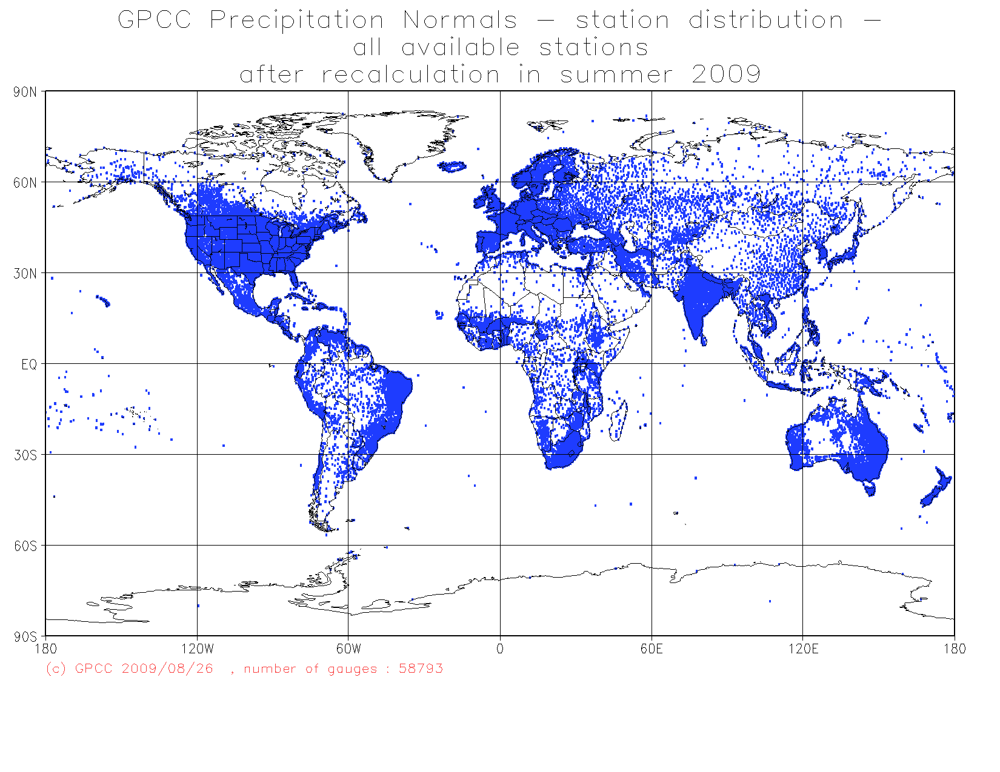 GPCC Precipitation Normals – station distribution –
all available stations
after recalculation in summer 2009
90N
60N
30N
EQ
30S
60S
90S
180 120W 60W 0 60E 120E 180
(c) GPCC 2009/08/26 , number of gauges : 58793